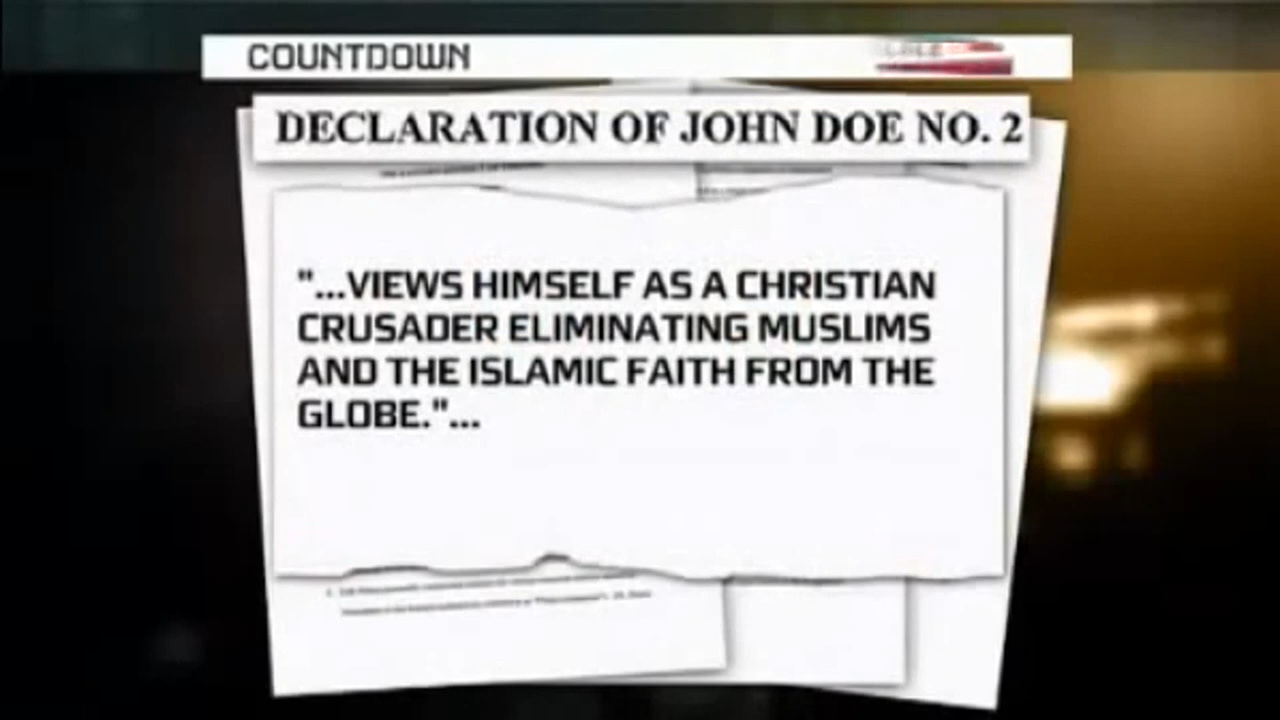 COUNTDOWN
DECLARATION OF JOHN DOE NO. 2
"...VIEWS HIMSELF AS A CHRISTIAN
CRUSADER ELIMINATING MUSLIMS
AND THE ISLAMIC FAITH FROM THE
GLOBE."...